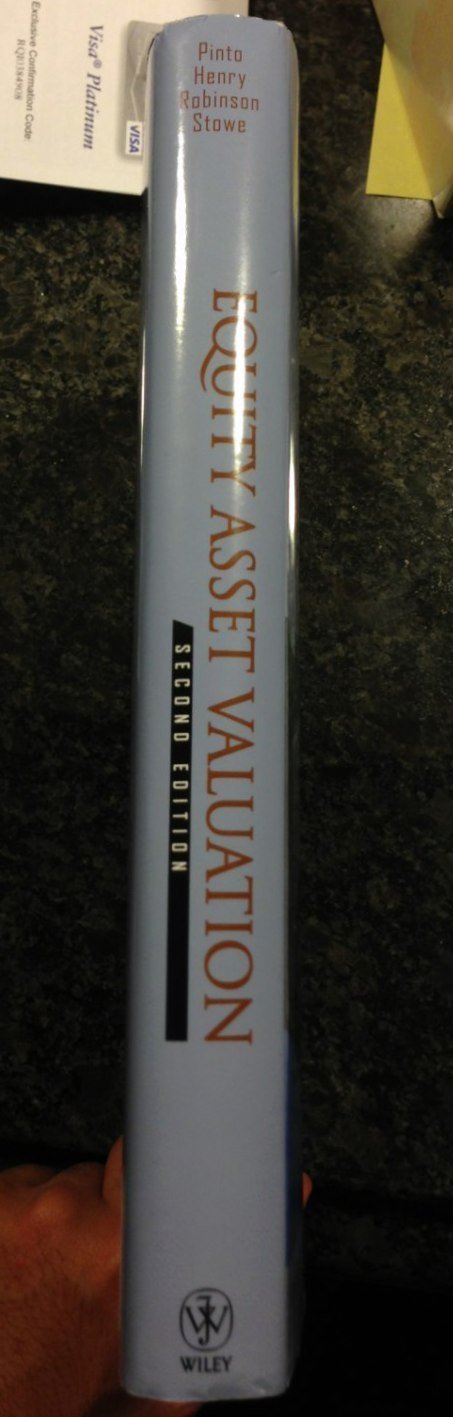 Visa® Platinum
VISA
Exclusive Confirmation Code:
Pinto
Henry
Robinson
Stowe
EQUITY ASSET VALUATION
SECOND EDITION
WILEY